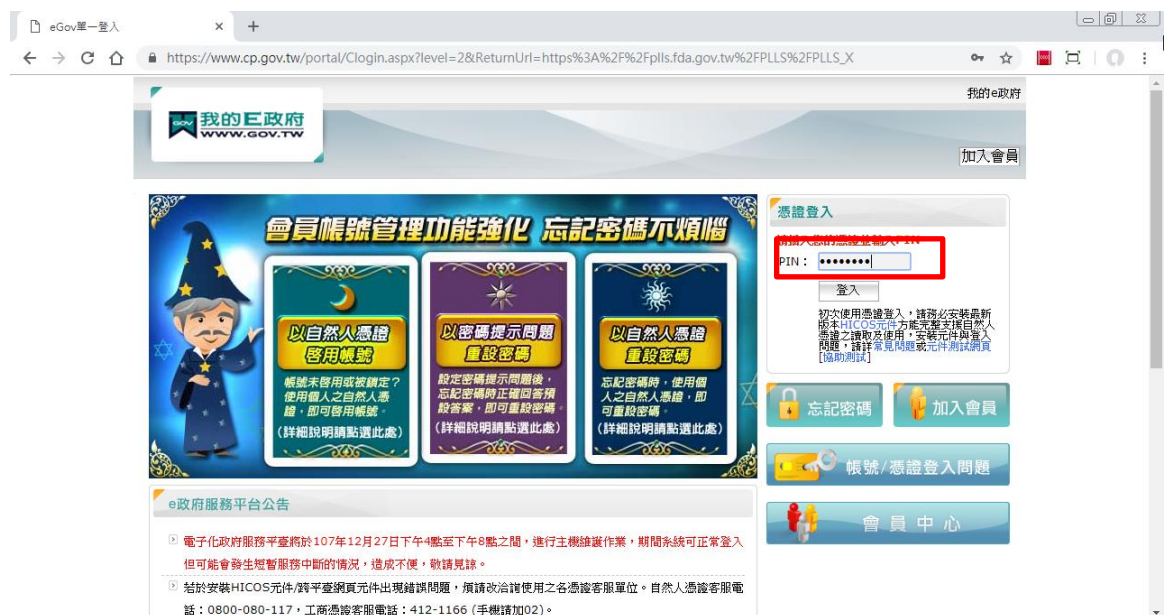 eGov單一登入
https://www.cp.gov.tw/portal/Clogin.aspx?level=2&ReturnUrl=https%3A%2F%2Fplls.fda.gov.tw%2FPLLS%2FPLLS_X
我的e政府
GOV 我的E政府
WWW.GOV.TW
加入會員
會員帳號管理功能強化 忘記密碼不煩惱
以自然人憑證
啓用帳號
帳號未啓用或被鎖定？
使用個人之自然人憑
證，即可啓用帳號。
(詳細說明請點選此處)
以密碼提示問題
重設密碼
設定密碼提示問題後，
忘記密碼時正確回答預
設答案，即可重設密碼。
(詳細說明請點選此處)
以自然人憑證
重設密碼
忘記密碼時，使用個
人之自然人憑證，即
可重設密碼。
(詳細說明請點選此處)
憑證登入
請插入您的憑證並輸入PIN
PIN： ••••••••
登入
初次使用憑證登入，請務必安裝最新
版本HICOS元件方能完整支援自然人
憑證之讀取及使用，安裝元件與登入
問題，請詳常見問題或元件測試網頁
[協助測試]
忘記密碼
加入會員
帳號/憑證登入問題
會員中心
e政府服務平台公告
電子化政府服務平臺將於107年12月27日下午4點至下午8點之間，進行主機維護作業，期間系統可正常登入
但可能會發生短暫服務中斷的情況，造成不便，敬請見諒。
若於安裝HICOS元件/跨平臺網頁元件出現錯誤問題，煩請改洽詢使用之各憑證客服單位。自然人憑證客服電
話：0800-080-117，工商憑證客服電話：412-1166 (手機請加02)。